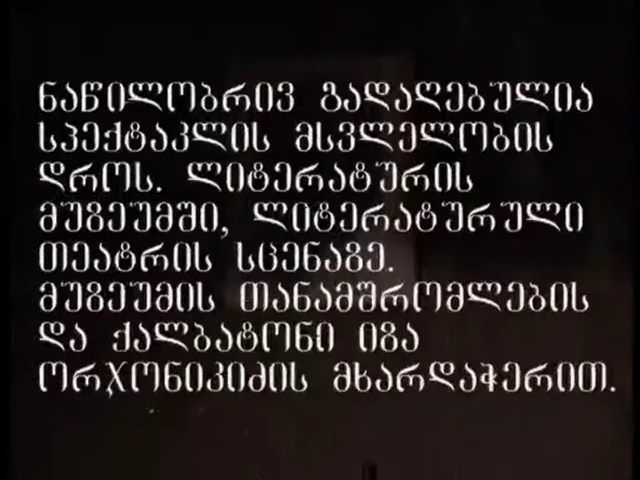 ნაწილობრივ გადაღებულია
სპექტაკლის მსვლელობის
დროს. ლიტერატურის
მუზეუმში, ლიტერატურული
თეატრის სცენაზე.
მუზეუმის თანამშრომლების
და ქალბატონი იზა
ორჯონიკიძის მხარდაჭერით.